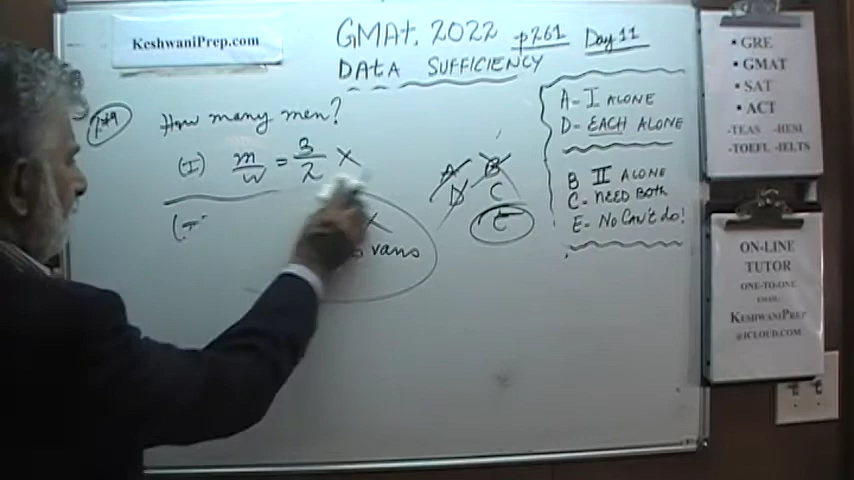 KeshwaniPrep.com
GMAT. 2022 p261 Day 11
DATA SUFFICIENCY
How many men?
(I) m/w = 3/2 X
vans
A B
D C
E
A- I ALONE
D= EACH ALONE
B II ALONE
C= NEED BOTH
E= No CAN'T do!
• GRE
• GMAT
• SAT
• ACT
-TEAS -HESI
-TOEFL -IELTS
ON-LINE
TUTOR
ONE-TO-ONE
KESHWANIPREP
@ICLOUD.COM